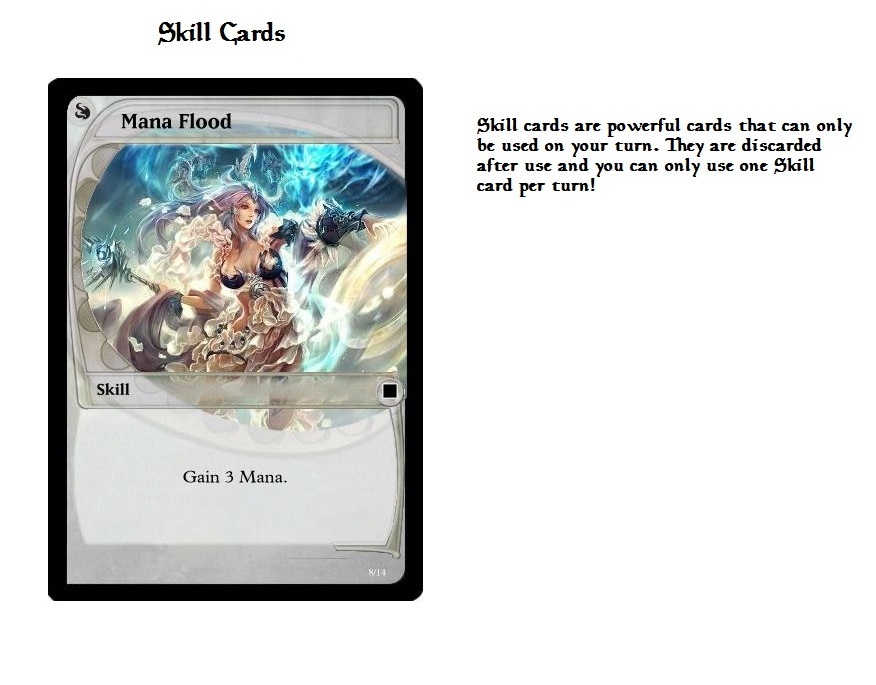 Skill Cards
Mana Flood
Skill
Gain 3 Mana.
8/14
Skill cards are powerful cards that can only
be used on your turn. They are discarded
after use and you can only use one Skill
card per turn!